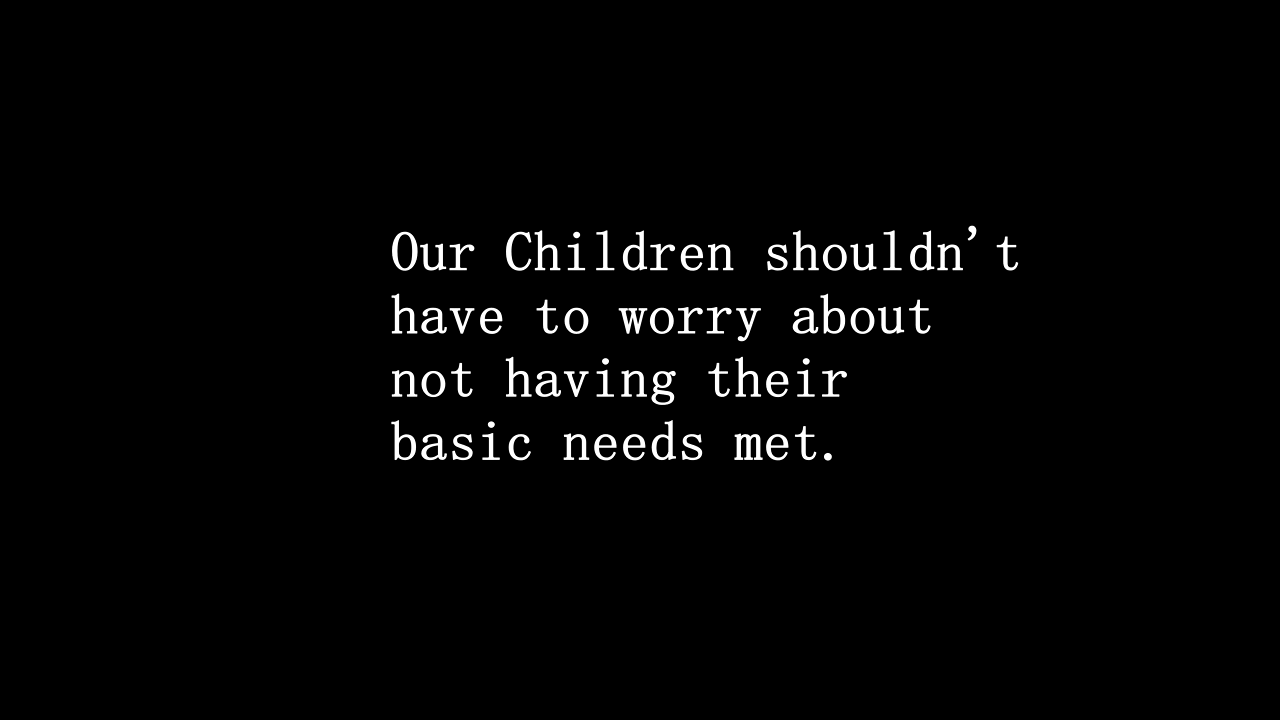 Our Children shouldn't
have to worry about
not having their
basic needs met.